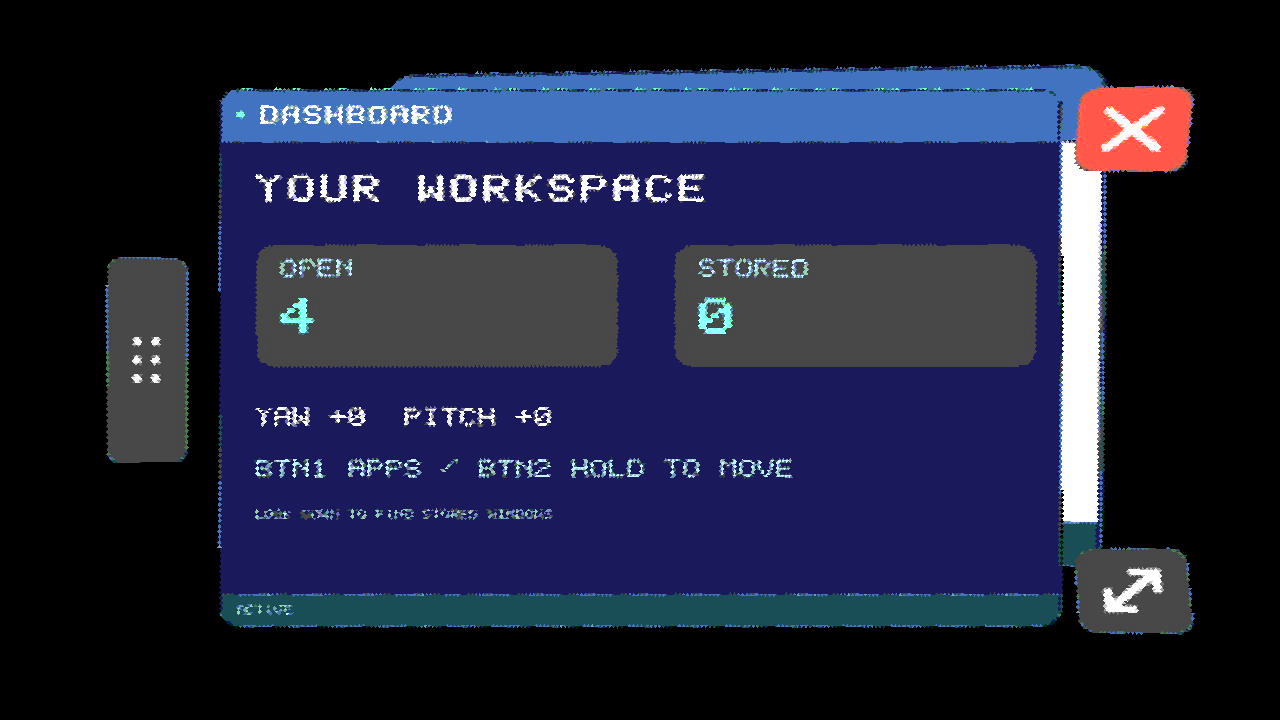 DASHBOARD
YOUR WORKSPACE
OPEN
4
STORED
0
YAW +0 PITCH +0
BTN1 APPS / BTN2 HOLD TO MOVE
LOOK DOWN TO FIND STORED WINDOWS
ACTIVE